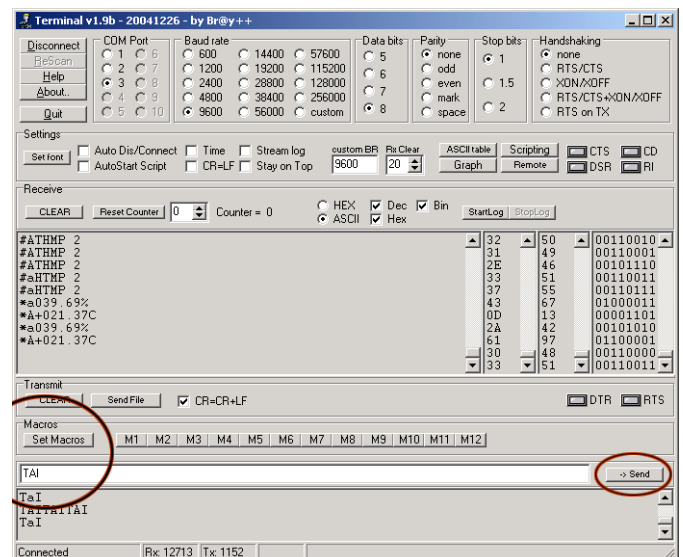 Terminal v1.9b - 20041226 - by Br@y++
Disconnect
ReScan
Help
About..
Quit
COM Port
1 6
2 7
3 8
4 9
5 10
Baud rate
600 14400 57600
1200 19200 115200
2400 28800 128000
4800 38400 256000
9600 56000 custom
Data bits
5
6
7
8
Parity
none
odd
even
mark
space
Stop bits
1
1.5
2
Handshaking
none
RTS/CTS
XON/XOFF
RTS/CTS+XON/XOFF
RTS on TX
Settings
Set font
Auto Dis/Connect Time Stream log
AutoStart Script CR=LF Stay on Top
custom BR Rx Clear
9600 20
ASCII table Scripting
Graph Remote
CTS CD
DSR RI
Receive
CLEAR Reset Counter 0 Counter = 0
HEX Dec Bin
ASCII Hex
StartLog StopLog
#ATHMP 2
#ATHMP 2
#ATHMP 2
#aHTMP 2
#aHTMP 2
*a039.69%
*A+021.37C
*a039.69%
*A+021.37C
32 50 00110010
31 49 00110001
2E 46 00101110
33 51 00110011
37 55 00110111
43 67 01000011
0D 13 00001101
2A 42 00101010
61 97 01100001
30 48 00110000
33 51 00110011
Transmit
CLEAR Send File CR=CR+LF DTR RTS
Macros
Set Macros M1 M2 M3 M4 M5 M6 M7 M8 M9 M10 M11 M12
TAI -> Send
TaI
TAITAITAI
TaI
Connected Rx: 12713 Tx: 1152